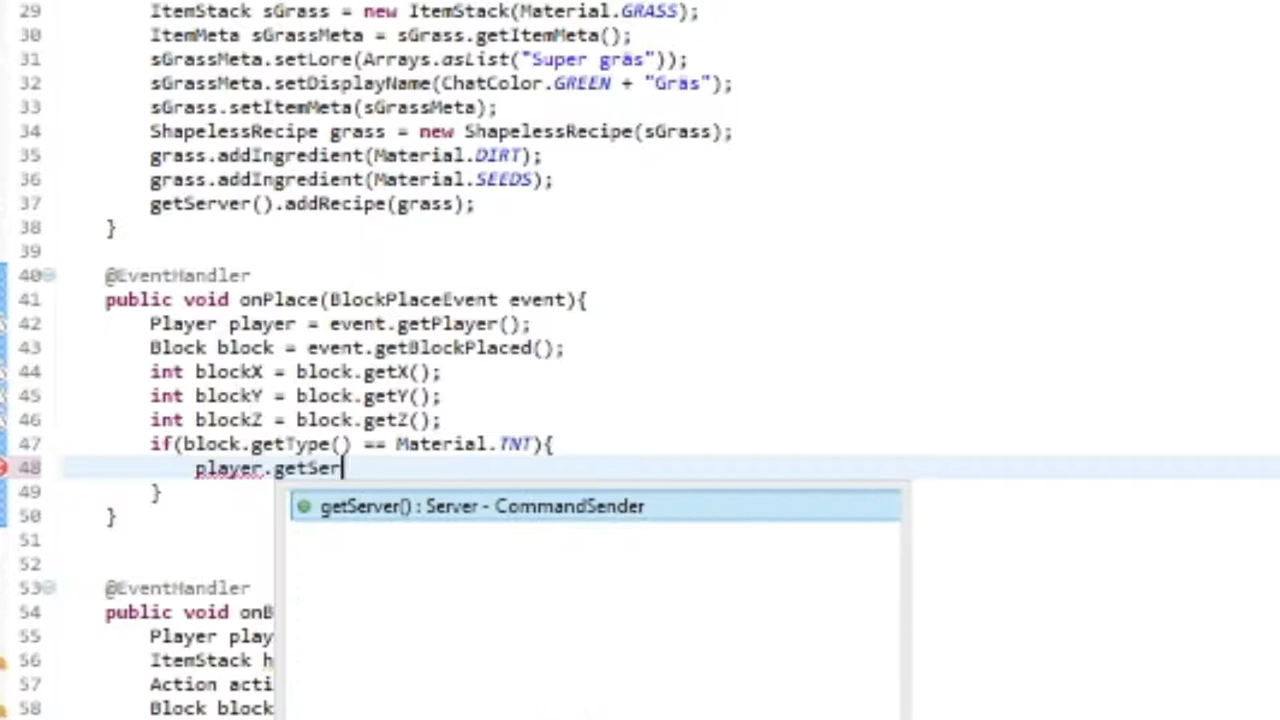 29 ItemStack sGrass = new ItemStack(Material.GRASS);
30 ItemMeta sGrassMeta = sGrass.getItemMeta();
31 sGrassMeta.setLore(Arrays.asList("Super gräs"));
32 sGrassMeta.setDisplayName(ChatColor.GREEN + "Gräs");
33 sGrass.setItemMeta(sGrassMeta);
34 ShapelessRecipe grass = new ShapelessRecipe(sGrass);
35 grass.addIngredient(Material.DIRT);
36 grass.addIngredient(Material.SEEDS);
37 getServer().addRecipe(grass);
38 }
39
40 @EventHandler
41 public void onPlace(BlockPlaceEvent event){
42 Player player = event.getPlayer();
43 Block block = event.getBlockPlaced();
44 int blockX = block.getX();
45 int blockY = block.getY();
46 int blockZ = block.getZ();
47 if(block.getType() == Material.TNT){
48 player.getSer
49 }
getServer() : Server - CommandSender
50 }
51
52
53 @EventHandler
54 public void onB
55 Player play
56 ItemStack h
57 Action acti
58 Block block